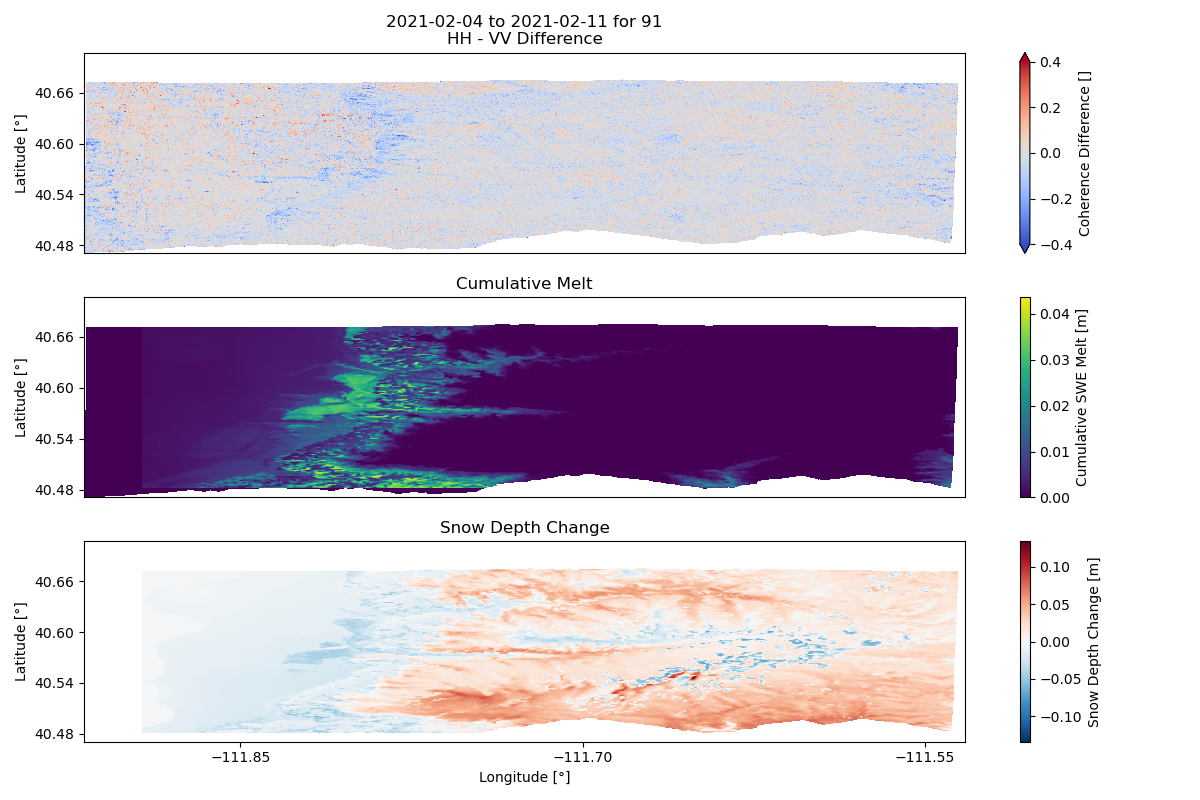 2021-02-04 to 2021-02-11 for 91
HH - VV Difference
Latitude [°]
40.66
40.60
40.54
40.48
0.4
0.2
0.0
−0.2
−0.4
Coherence Difference []
Cumulative Melt
Latitude [°]
40.66
40.60
40.54
40.48
0.04
0.03
0.02
0.01
0.00
Cumulative SWE Melt [m]
Snow Depth Change
Latitude [°]
40.66
40.60
40.54
40.48
0.10
0.05
0.00
−0.05
−0.10
Snow Depth Change [m]
−111.85
−111.70
−111.55
Longitude [°]